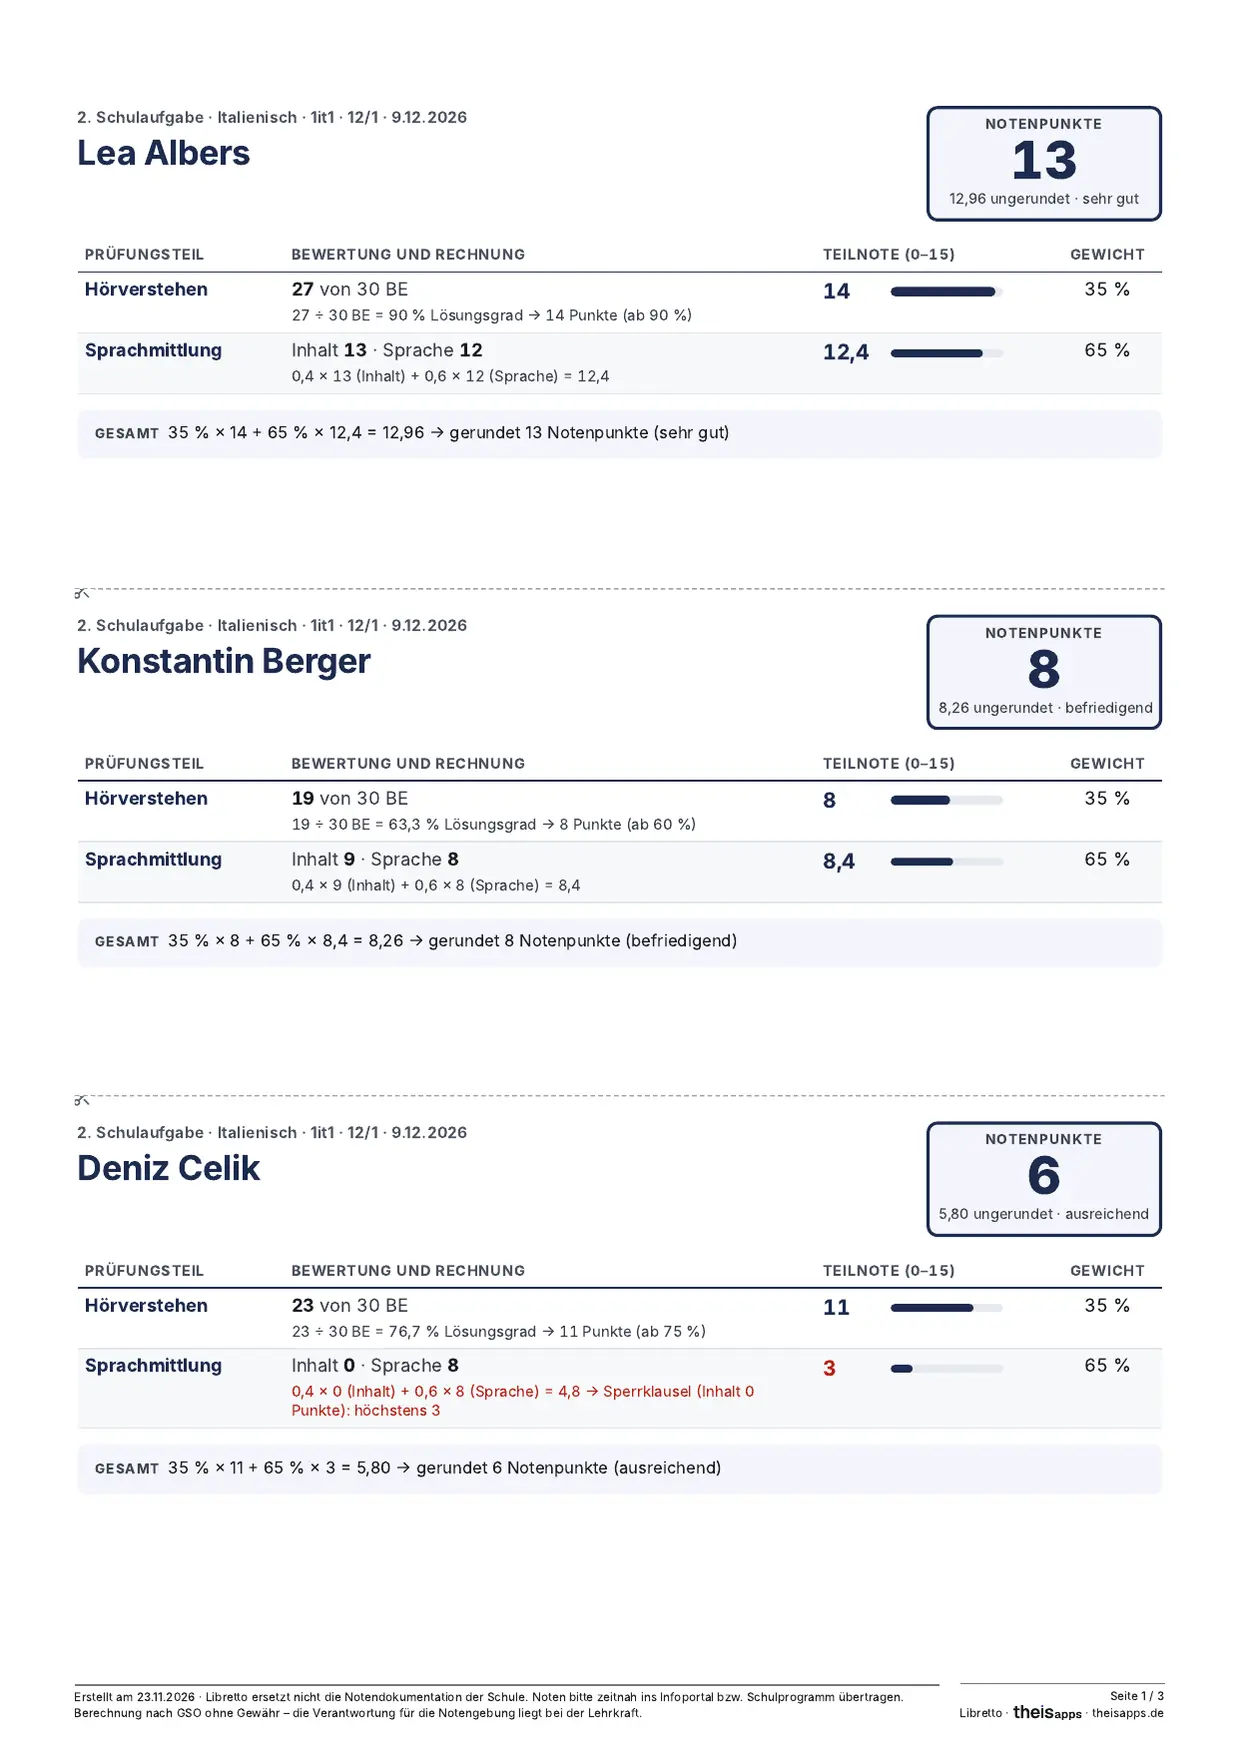 2. Schulaufgabe · Italienisch · 1it1 · 12/1 · 9.12.2026
Lea Albers
NOTENPUNKTE
13
12,96 ungerundet · sehr gut
PRÜFUNGSTEIL BEWERTUNG UND RECHNUNG TEILNOTE (0–15) GEWICHT
Hörverstehen 27 von 30 BE 14 35 %
27 ÷ 30 BE = 90 % Lösungsgrad → 14 Punkte (ab 90 %)
Sprachmittlung Inhalt 13 · Sprache 12 12,4 65 %
0,4 × 13 (Inhalt) + 0,6 × 12 (Sprache) = 12,4
GESAMT 35 % × 14 + 65 % × 12,4 = 12,96 → gerundet 13 Notenpunkte (sehr gut)
2. Schulaufgabe · Italienisch · 1it1 · 12/1 · 9.12.2026
Konstantin Berger
NOTENPUNKTE
8
8,26 ungerundet · befriedigend
PRÜFUNGSTEIL BEWERTUNG UND RECHNUNG TEILNOTE (0–15) GEWICHT
Hörverstehen 19 von 30 BE 8 35 %
19 ÷ 30 BE = 63,3 % Lösungsgrad → 8 Punkte (ab 60 %)
Sprachmittlung Inhalt 9 · Sprache 8 8,4 65 %
0,4 × 9 (Inhalt) + 0,6 × 8 (Sprache) = 8,4
GESAMT 35 % × 8 + 65 % × 8,4 = 8,26 → gerundet 8 Notenpunkte (befriedigend)
2. Schulaufgabe · Italienisch · 1it1 · 12/1 · 9.12.2026
Deniz Celik
NOTENPUNKTE
6
5,80 ungerundet · ausreichend
PRÜFUNGSTEIL BEWERTUNG UND RECHNUNG TEILNOTE (0–15) GEWICHT
Hörverstehen 23 von 30 BE 11 35 %
23 ÷ 30 BE = 76,7 % Lösungsgrad → 11 Punkte (ab 75 %)
Sprachmittlung Inhalt 0 · Sprache 8 3 65 %
0,4 × 0 (Inhalt) + 0,6 × 8 (Sprache) = 4,8 → Sperrklausel (Inhalt 0
Punkte): höchstens 3
GESAMT 35 % × 11 + 65 % × 3 = 5,80 → gerundet 6 Notenpunkte (ausreichend)
Erstellt am 23.11.2026 · Libretto ersetzt nicht die Notendokumentation der Schule. Noten bitte zeitnah ins Infoportal bzw. Schulprogramm übertragen.
Berechnung nach GSO ohne Gewähr – die Verantwortung für die Notengebung liegt bei der Lehrkraft.
Seite 1 / 3
Libretto · theisapps · theisapps.de